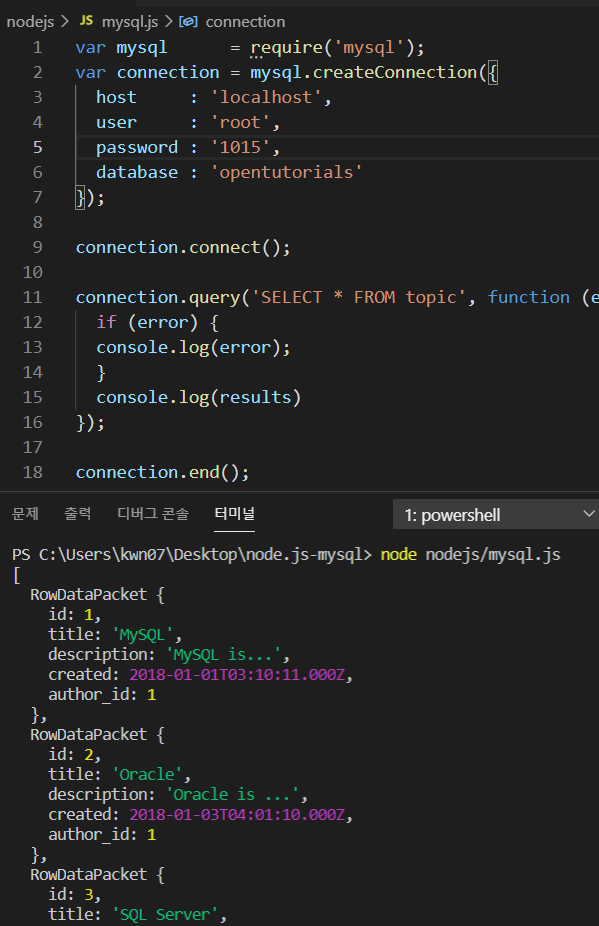 nodejs > JS mysql.js > connection
1 var mysql      = require('mysql');
2 var connection = mysql.createConnection({
3   host     : 'localhost',
4   user     : 'root',
5   password : '1015',
6   database : 'opentutorials'
7 });
8
9 connection.connect();
10
11 connection.query('SELECT * FROM topic', function (e
12   if (error) {
13   console.log(error);
14   }
15   console.log(results)
16 });
17
18 connection.end();
문제 출력 디버그 콘솔 터미널 1: powershell
PS C:\Users\kwn07\Desktop\node.js-mysql> node nodejs/mysql.js
[
  RowDataPacket {
    id: 1,
    title: 'MySQL',
    description: 'MySQL is...',
    created: 2018-01-01T03:10:11.000Z,
    author_id: 1
  },
  RowDataPacket {
    id: 2,
    title: 'Oracle',
    description: 'Oracle is ...',
    created: 2018-01-03T04:01:10.000Z,
    author_id: 1
  },
  RowDataPacket {
    id: 3,
    title: 'SQL Server',